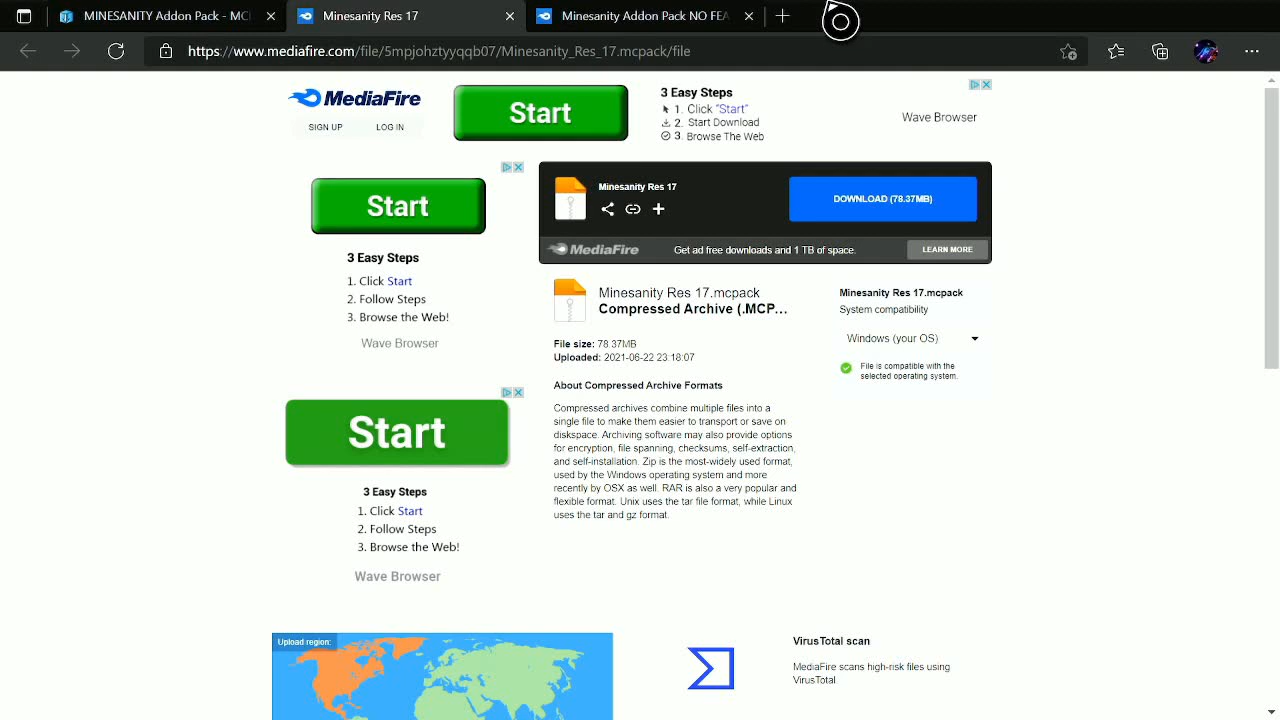 MINESANITY Addon Pack - MC
Minesanity Res 17
Minesanity Addon Pack NO FEA
https://www.mediafire.com/file/5mpjohztyyqqb07/Minesanity_Res_17.mcpack/file
MediaFire
SIGN UP
LOG IN
Start
3 Easy Steps
1. Click "Start"
2. Start Download
3. Browse The Web
Wave Browser
Start
3 Easy Steps
1. Click Start
2. Follow Steps
3. Browse the Web!
Wave Browser
Start
3 Easy Steps
1. Click Start
2. Follow Steps
3. Browse the Web!
Wave Browser
Minesanity Res 17
DOWNLOAD (78.37MB)
MediaFire
Get ad free downloads and 1 TB of space.
LEARN MORE
Minesanity Res 17.mcpack
Compressed Archive (.MCP...
File size: 78.37MB
Uploaded: 2021-06-22 23:18:07
About Compressed Archive Formats
Compressed archives combine multiple files into a
single file to make them easier to transport or save on
diskspace. Archiving software may also provide options
for encryption, file spanning, checksums, self-extraction,
and self-installation. Zip is the most-widely used format,
used by the Windows operating system and more
recently by OSX as well. RAR is also a very popular and
flexible format. Unix uses the tar file format, while Linux
uses the tar and gz format.
Minesanity Res 17.mcpack
System compatibility
Windows (your OS)
File is compatible with the
selected operating system.
Upload region:
VirusTotal scan
MediaFire scans high-risk files using
VirusTotal.